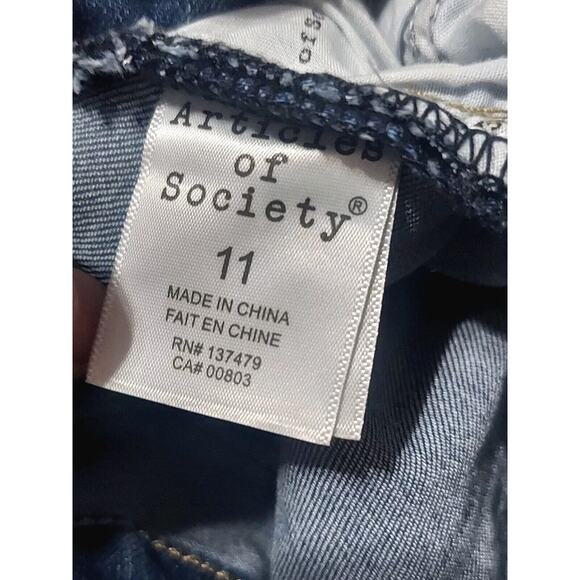 Articles
of
Society®
11
MADE IN CHINA
FAIT EN CHINE
RN# 137479
CA# 00803